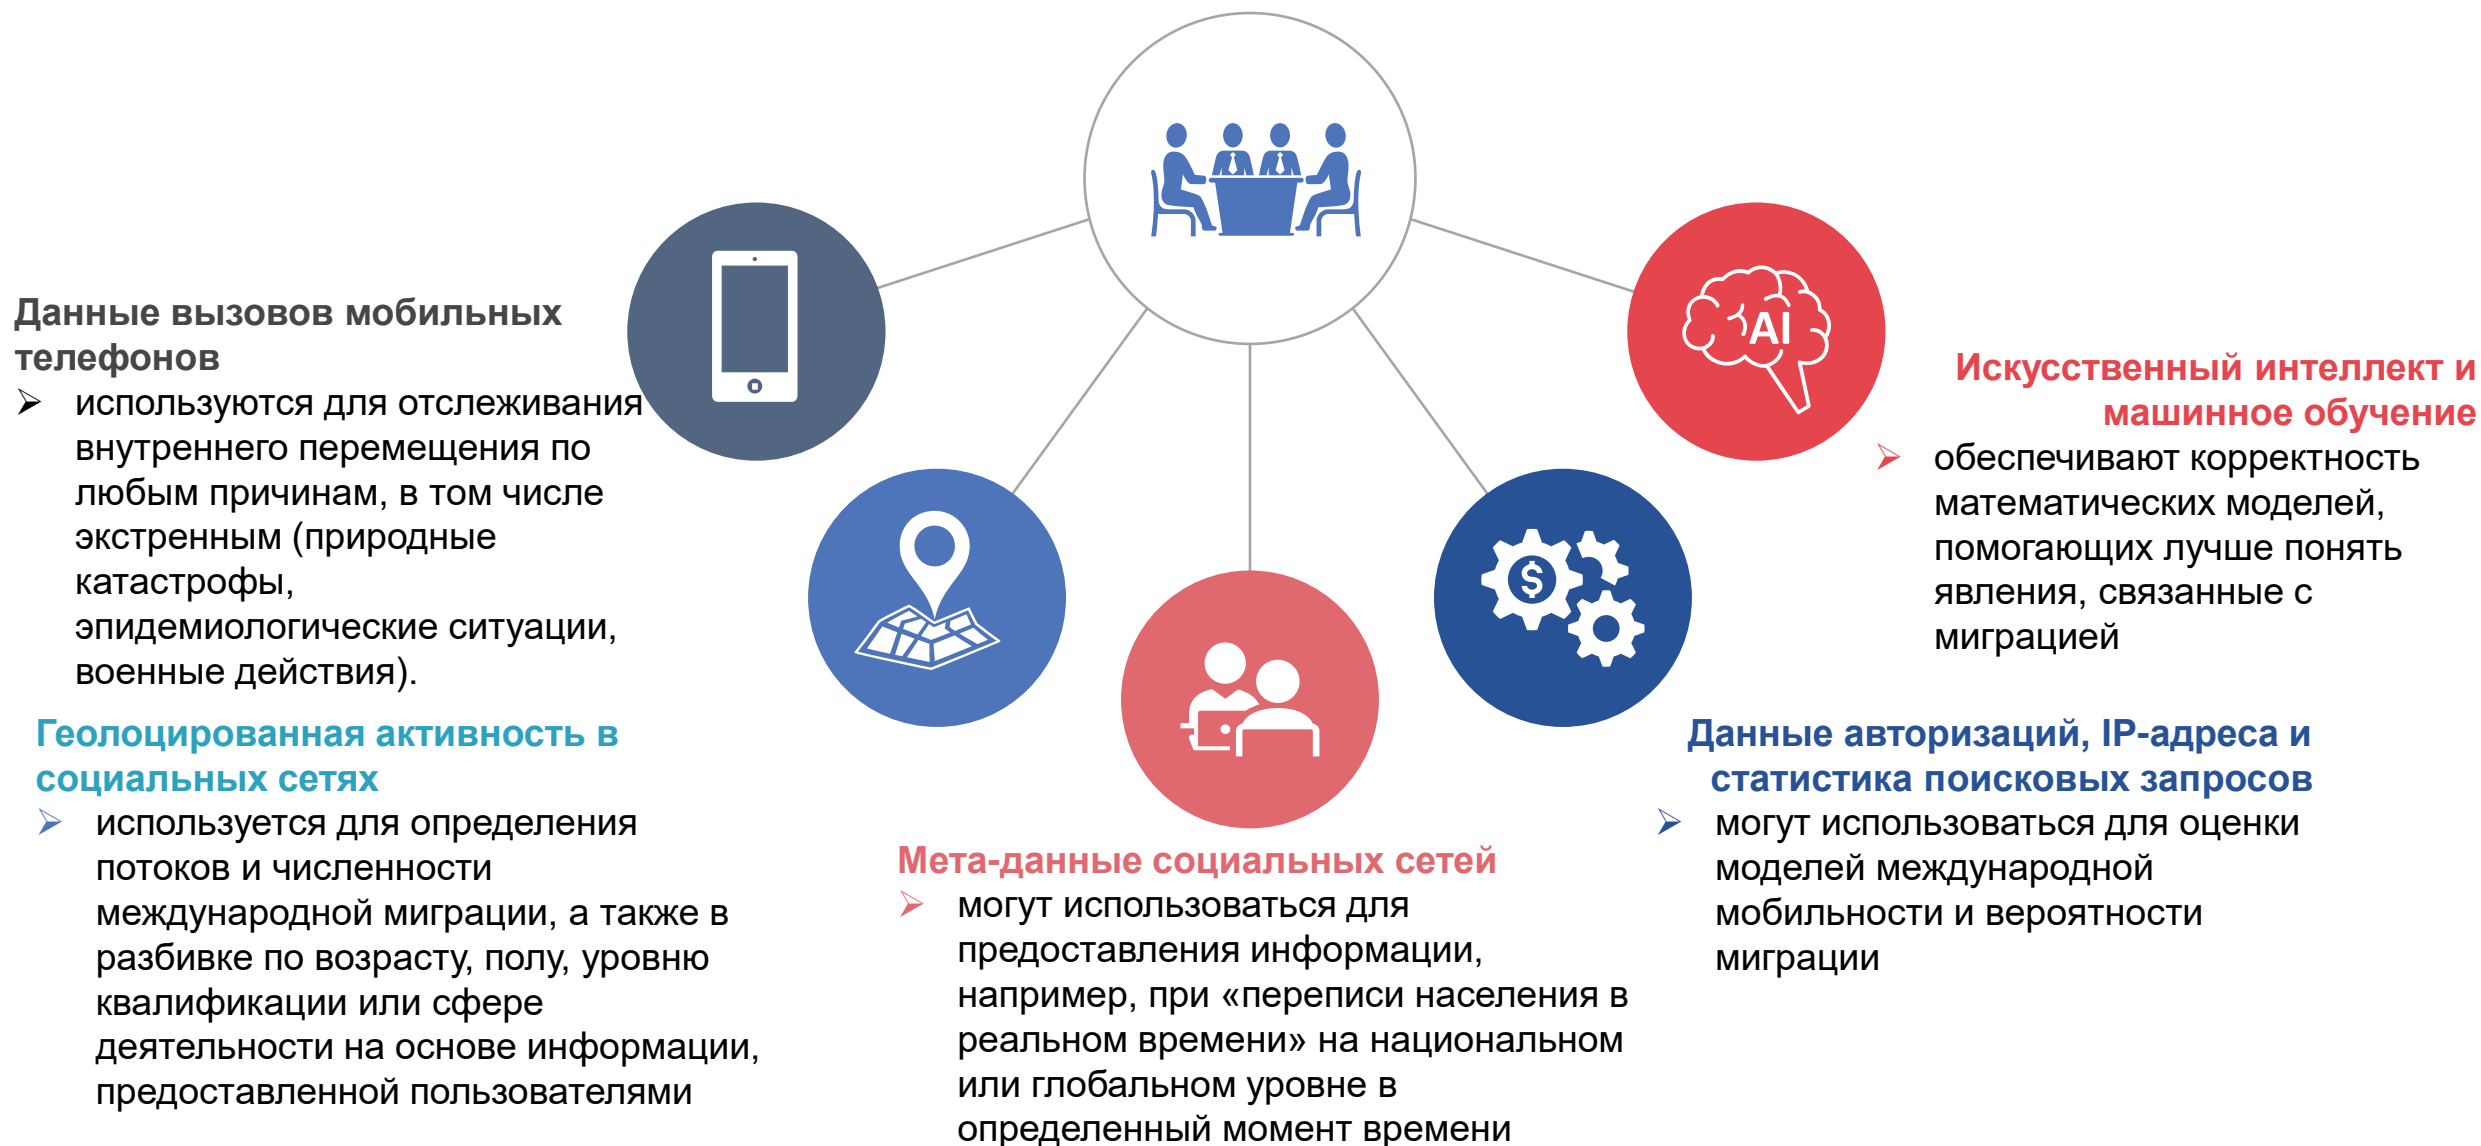 AI
Данные вызовов мобильных
телефонов
используются для отслеживания
внутреннего перемещения по
любым причинам, в том числе
экстренным (природные
катастрофы,
эпидемиологические ситуации,
военные действия).
Геолоцированная активность в
социальных сетях
используется для определения
потоков и численности
международной миграции, а также в
разбивке по возрасту, полу, уровню
квалификации или сфере
деятельности на основе информации,
предоставленной пользователями
Мета-данные социальных сетей
могут использоваться для
предоставления информации,
например, при «переписи населения в
реальном времени» на национальном
или глобальном уровне в
определенный момент времени
$
Данные авторизаций, IP-адреса и
статистика поисковых запросов
могут использоваться для оценки
моделей международной
мобильности и вероятности
миграции
Искусственный интеллект и
машинное обучение
обеспечивают корректность
математических моделей,
помогающих лучше понять
явления, связанные с
миграцией